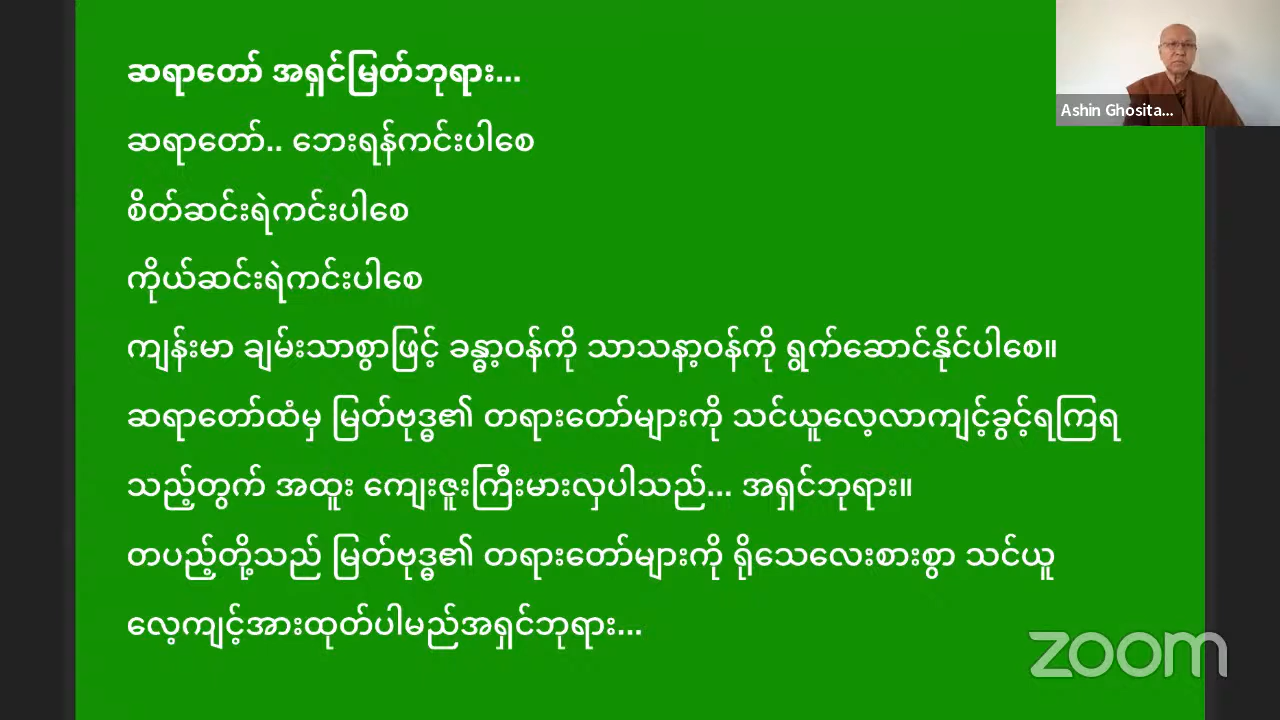 ဆရာတော် အရှင်မြတ်ဘုရား...
ဆရာတော်.. ဘေးရန်ကင်းပါစေ
စိတ်ဆင်းရဲကင်းပါစေ
ကိုယ်ဆင်းရဲကင်းပါစေ
ကျန်းမာ ချမ်းသာစွာဖြင့် ခန္ဓာ့ဝန်ကို သာသနာ့ဝန်ကို ရွက်ဆောင်နိုင်ပါစေ။
ဆရာတော်ထံမှ မြတ်ဗုဒ္ဓ၏ တရားတော်များကို သင်ယူလေ့လာကျင့်ခွင့်ရကြရ
သည့်တွက် အထူး ကျေးဇူးကြီးမားလှပါသည်... အရှင်ဘုရား။
တပည့်တို့သည် မြတ်ဗုဒ္ဓ၏ တရားတော်များကို ရိုသေလေးစားစွာ သင်ယူ
လေ့ကျင့်အားထုတ်ပါမည်အရှင်ဘုရား...
Ashin Ghosita...
zoom